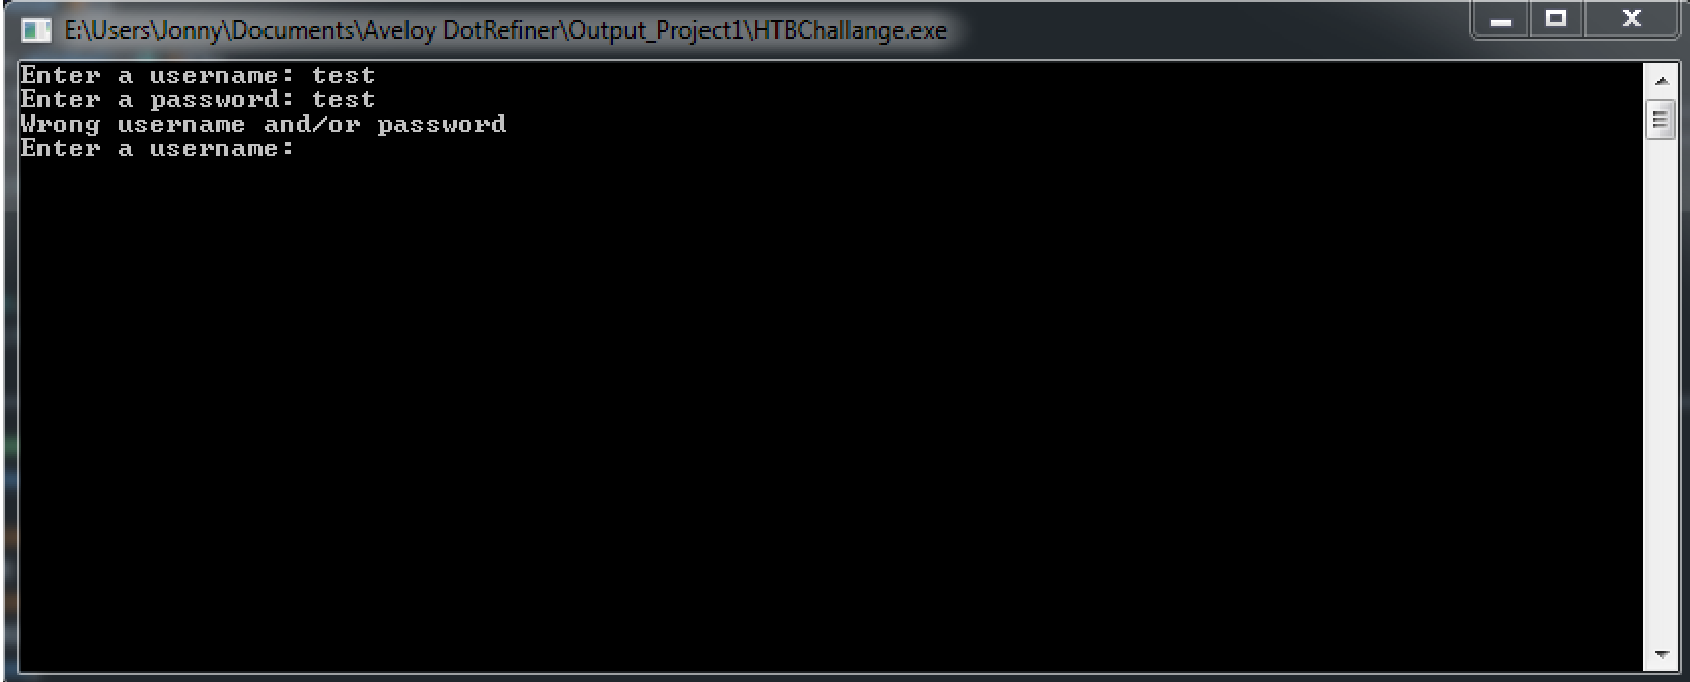 E:\Users\Jonny\Documents\Aveloy DotRefiner\Output_Project1\HTBChallange.exe
Enter a username: test
Enter a password: test
Wrong username and/or password
Enter a username: